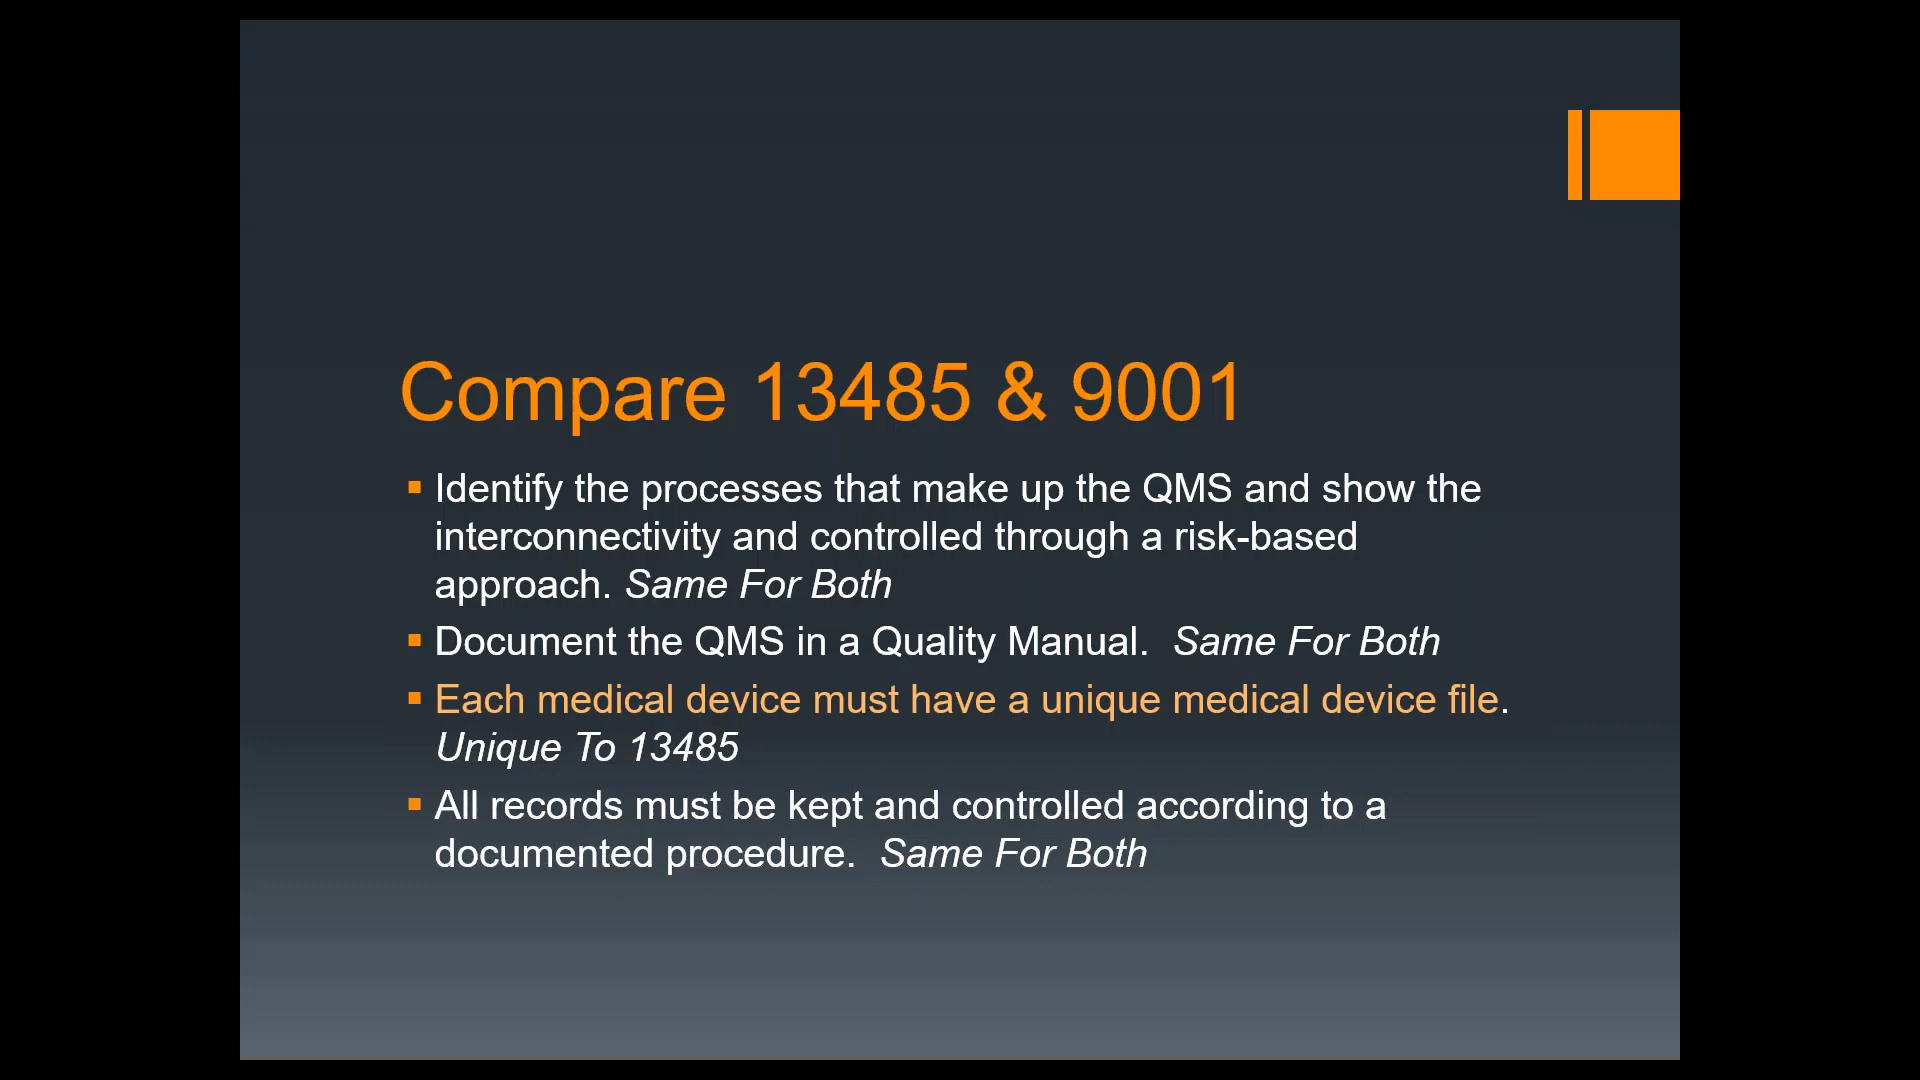 Compare 13485 & 9001
Identify the processes that make up the QMS and show the
interconnectivity and controlled through a risk-based
approach. Same For Both
Document the QMS in a Quality Manual.  Same For Both
Each medical device must have a unique medical device file.
Unique To 13485
All records must be kept and controlled according to a
documented procedure.  Same For Both